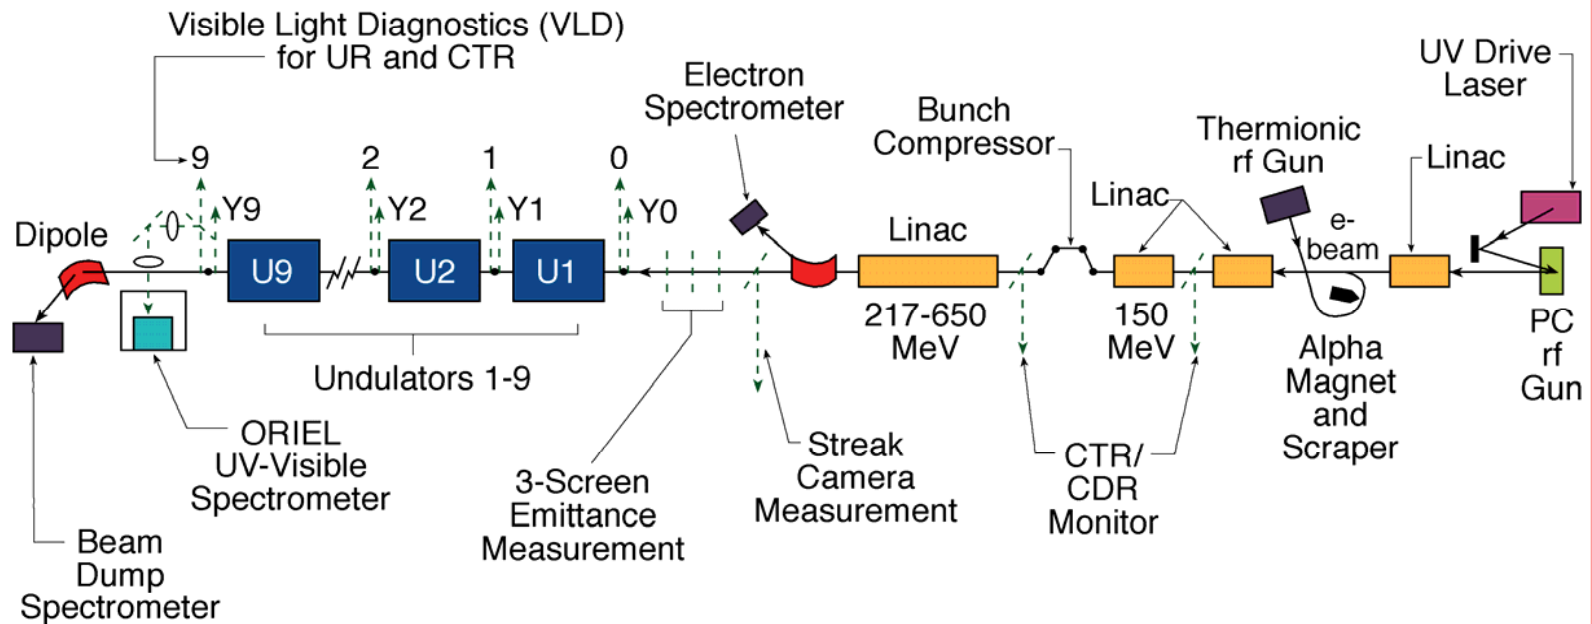 Visible Light Diagnostics (VLD)
for UR and CTR
UV Drive
Laser
Electron
Spectrometer
Bunch
Compressor
Thermionic
rf Gun
Linac
9
2
1
0
Linac
Y9
Y2
Y1
Y0
e-
beam
Dipole
Linac
U9
U2
U1
217-650
MeV
150
MeV
PC
rf
Gun
Alpha
Magnet
and
Scraper
Undulators 1-9
ORIEL
UV-Visible
Spectrometer
3-Screen
Emittance
Measurement
Streak
Camera
Measurement
CTR/
CDR
Monitor
Beam
Dump
Spectrometer